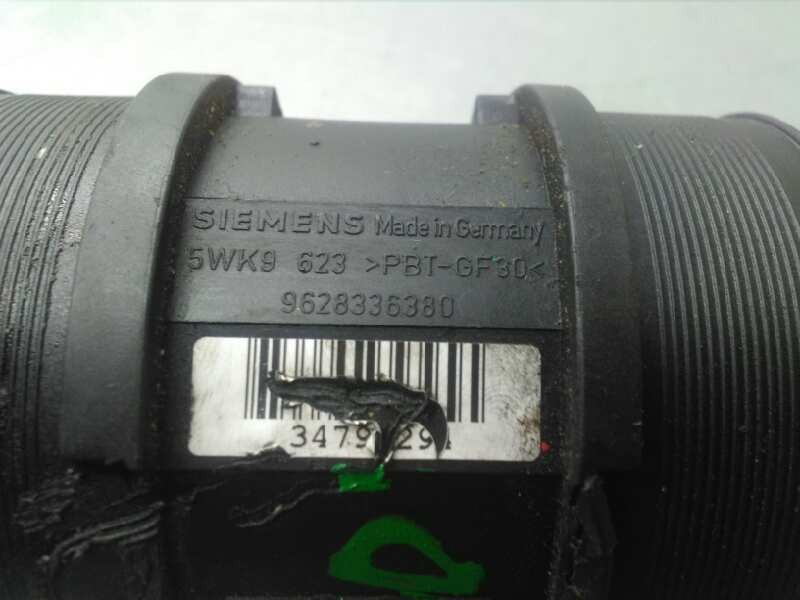 SIEMENS Made in Germany
5WK9 623 >PBT-GF30<
9628336380